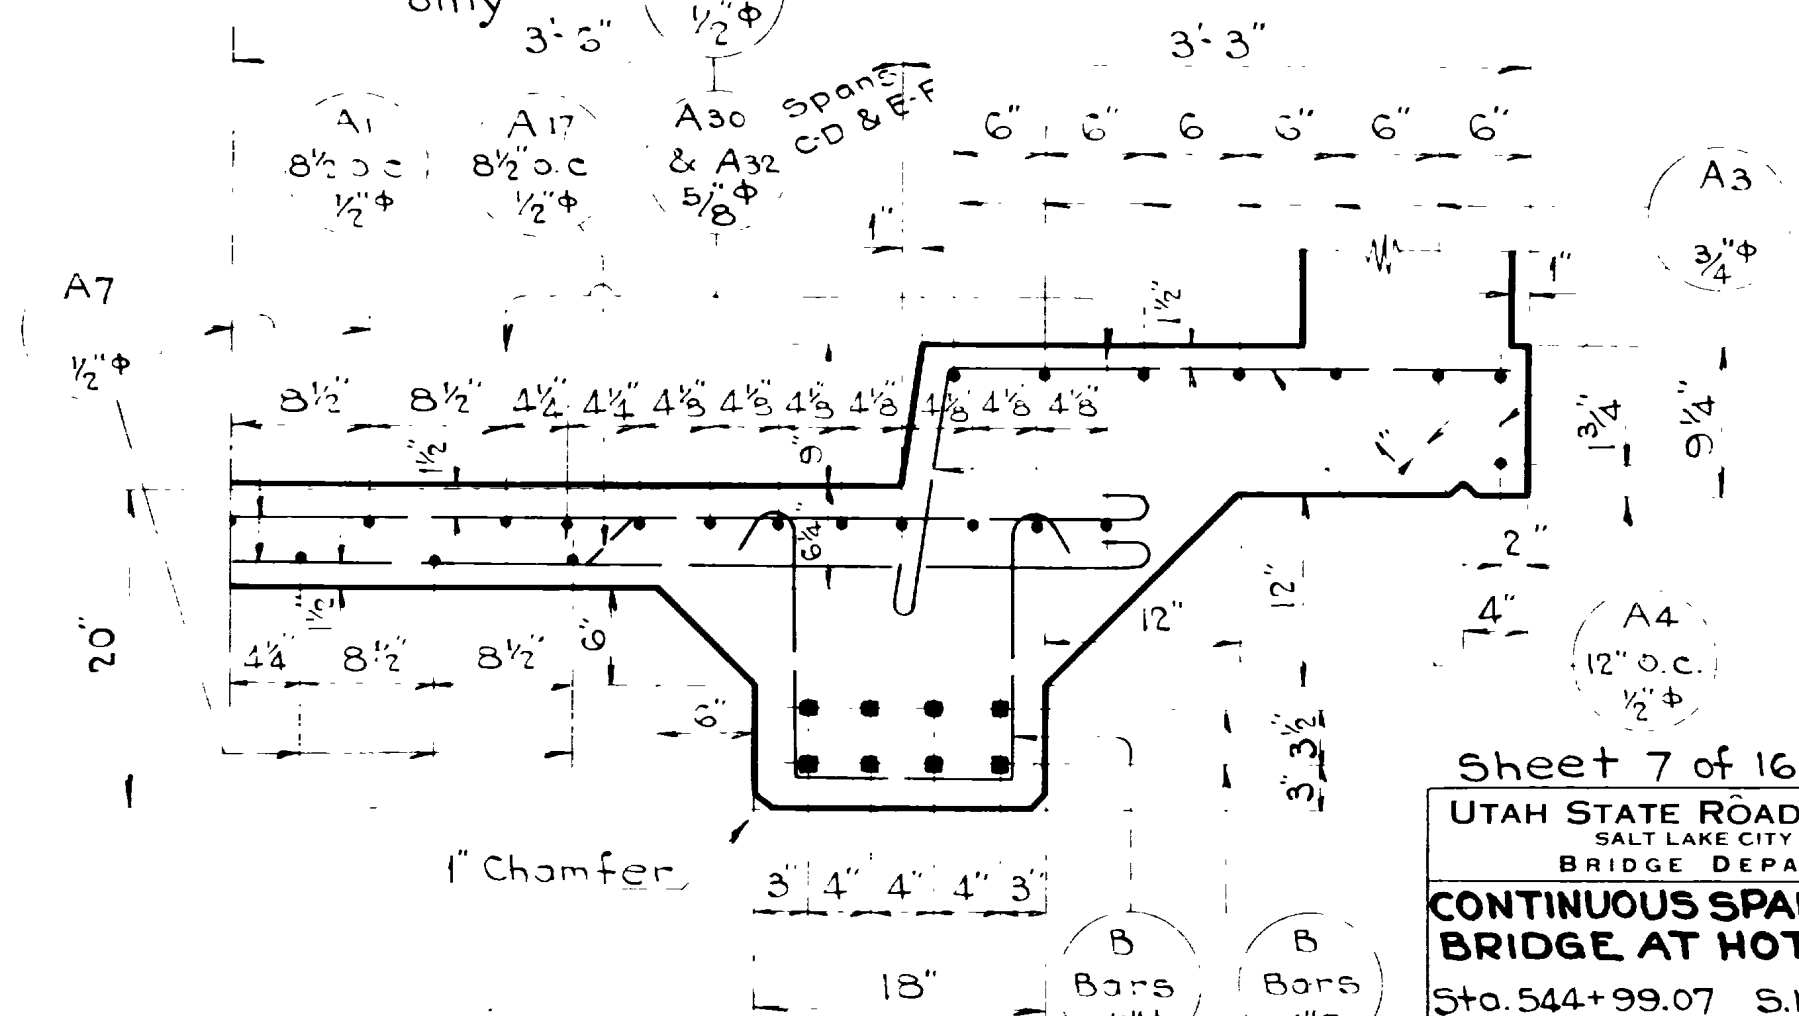 only
1/2"Φ
3'-3"
3'-3"
Spans
C-D & E-F
A1
8½ o c
½"Φ
A17
8½" o.c
½"Φ
A30
& A32
5/8"Φ
6" 6" 6 6" 6" 6"
A3
¾"Φ
1"
1"
A7
½"Φ
1½"
8½" 8½" 4¼" 4¼" 4⅛" 4⅛" 4⅛" 4⅛" 4⅛" 4⅛" 4⅛"
1½"
9"
1"
1¾"
9¼"
6¼"
2"
20"
1½"
6"
12"
12"
4"
4¼" 8½" 8½"
A4
12" o.c.
½"Φ
6"
3½"
3"
Sheet 7 of 16
UTAH STATE ROAD
SALT LAKE CITY
BRIDGE DEPA
1" Chamfer
3" 4" 4" 4" 3"
CONTINUOUS SPA
BRIDGE AT HOT
18"
B
Bars
B
Bars
Sta. 544+99.07 S.